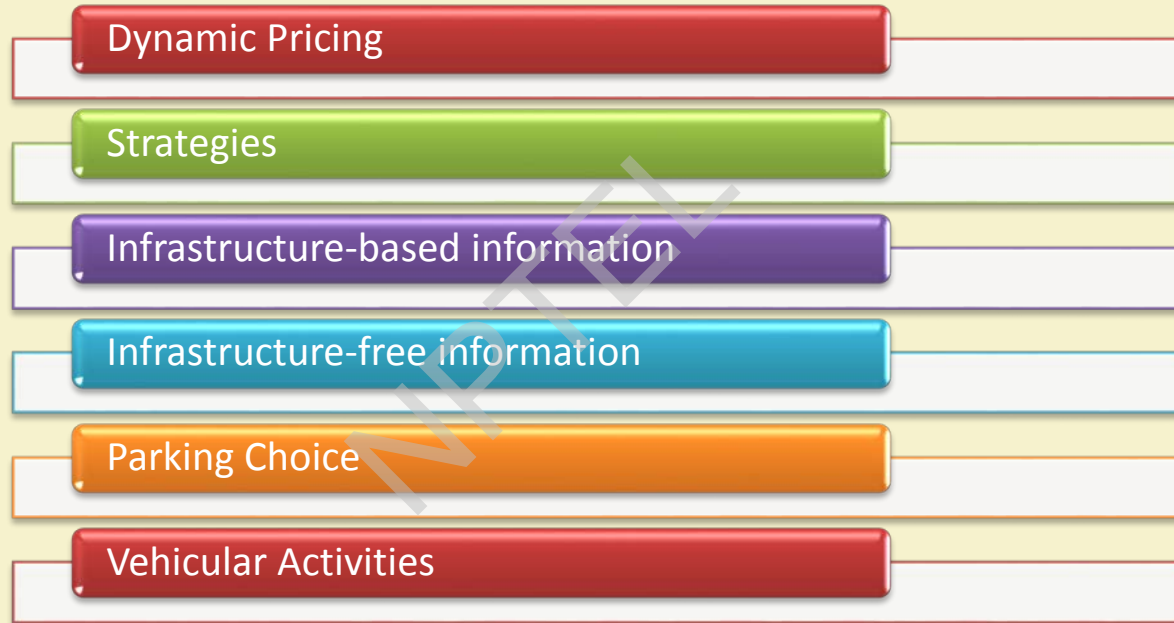 Dynamic Pricing
Strategies
Infrastructure-based information
Infrastructure-free information
Parking Choice
Vehicular Activities
NPTEL